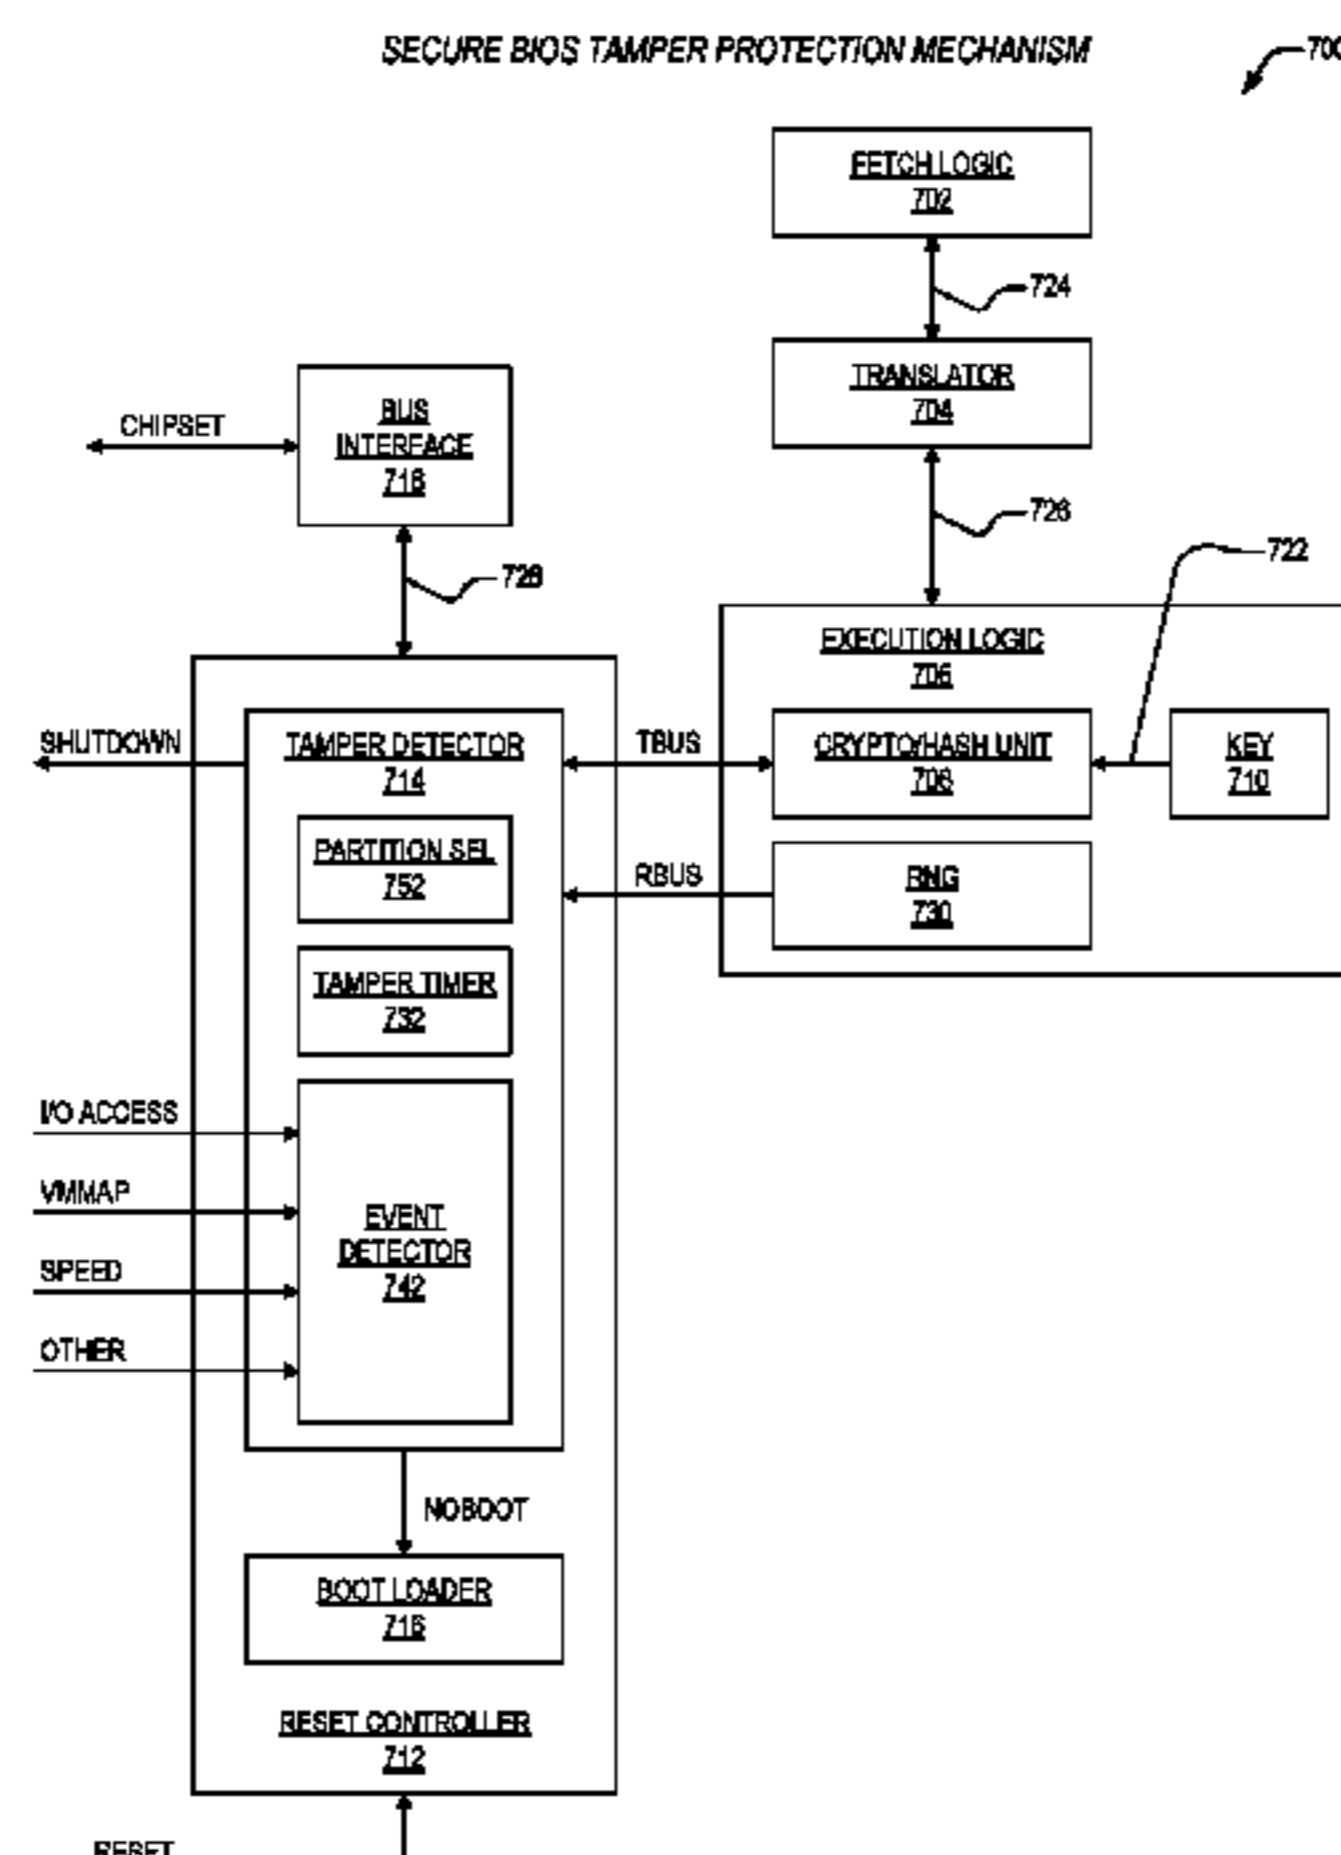 SECURE BIOS TAMPER PROTECTION MECHANISM
700
FETCH LOGIC
702
724
TRANSLATOR
704
CHIPSET
BUS
INTERFACE
718
726
728
722
EXECUTION LOGIC
706
SHUTDOWN
TAMPER DETECTOR
714
TBUS
CRYPTO/HASH UNIT
708
KEY
710
PARTITION SEL
752
RBUS
RNG
730
TAMPER TIMER
732
I/O ACCESS
VMMAP
SPEED
OTHER
EVENT
DETECTOR
742
NOBOOT
BOOT LOADER
716
RESET CONTROLLER
712
RESET